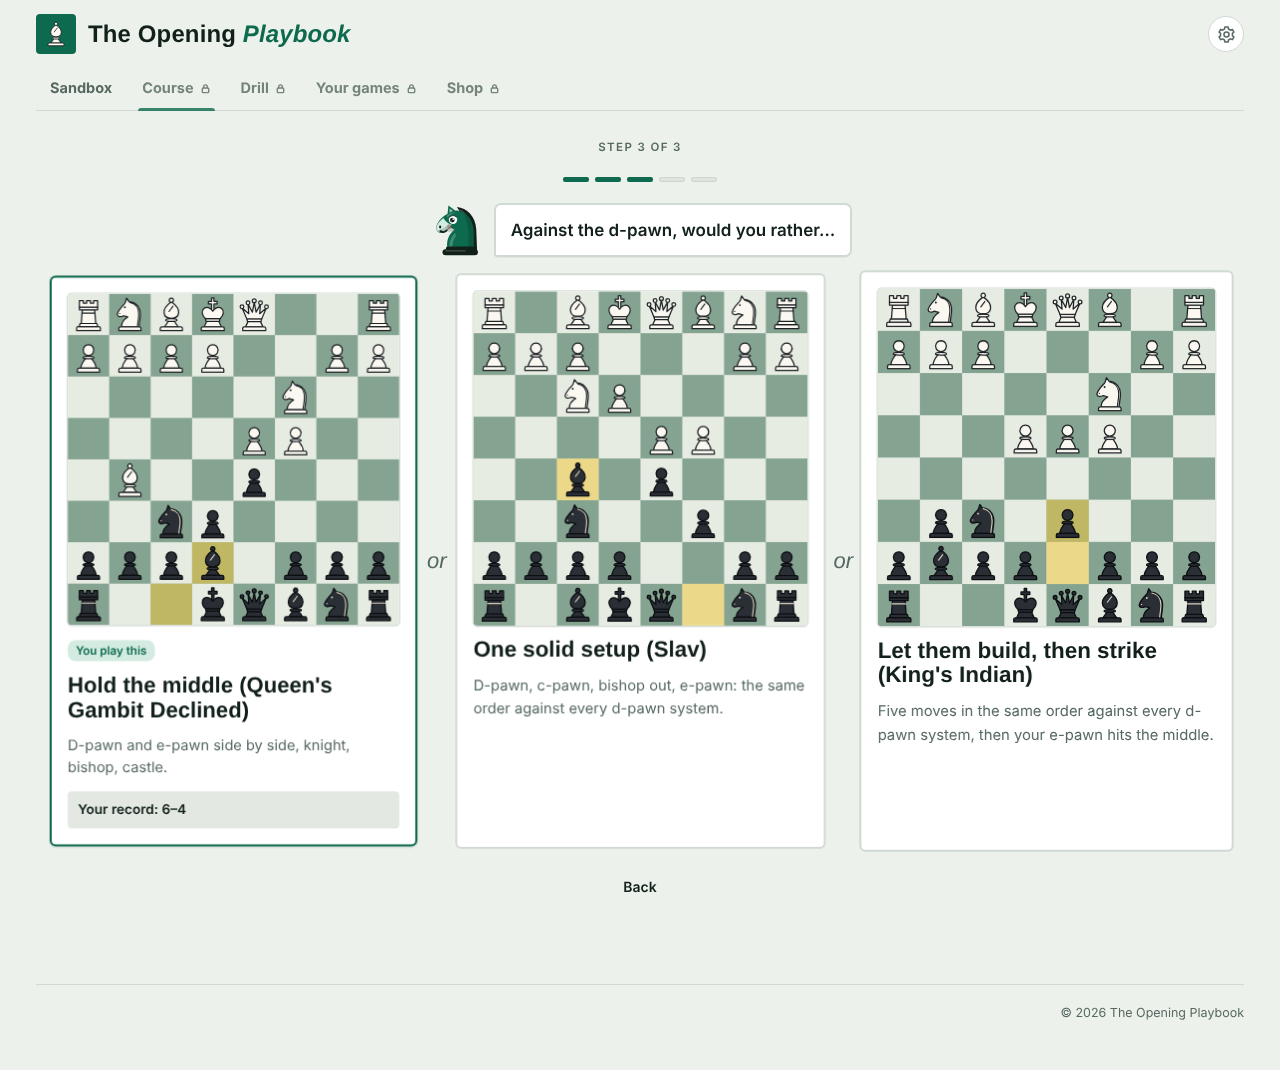 The Opening Playbook
Sandbox
Course
Drill
Your games
Shop
STEP 3 OF 3
Against the d-pawn, would you rather...
You play this
Hold the middle (Queen's
Gambit Declined)
D-pawn and e-pawn side by side, knight,
bishop, castle.
Your record: 6–4
or
One solid setup (Slav)
D-pawn, c-pawn, bishop out, e-pawn: the same
order against every d-pawn system.
or
Let them build, then strike
(King's Indian)
Five moves in the same order against every d-
pawn system, then your e-pawn hits the middle.
Back
© 2026 The Opening Playbook